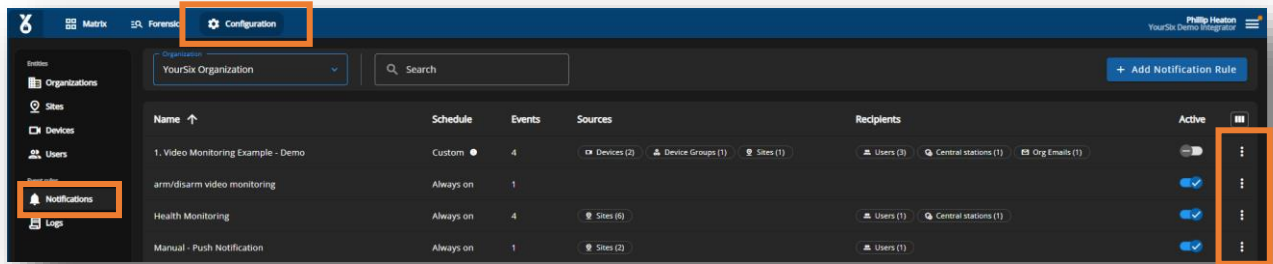 Matrix
Forensic
Configuration
Phillip Heaton
YourSix Demo Integrator
Entities
Organizations
Sites
Devices
Users
Event rules
Notifications
Logs
Organization
YourSix Organization
Search
+ Add Notification Rule
Name Schedule Events Sources Recipients Active
1. Video Monitoring Example - Demo Custom 4 Devices (2) Device Groups (1) Sites (1) Users (3) Central stations (1) Org Emails (1)
arm/disarm video monitoring Always on 1
Health Monitoring Always on 4 Sites (6) Users (1) Central stations (1)
Manual - Push Notification Always on 1 Sites (2) Users (1)